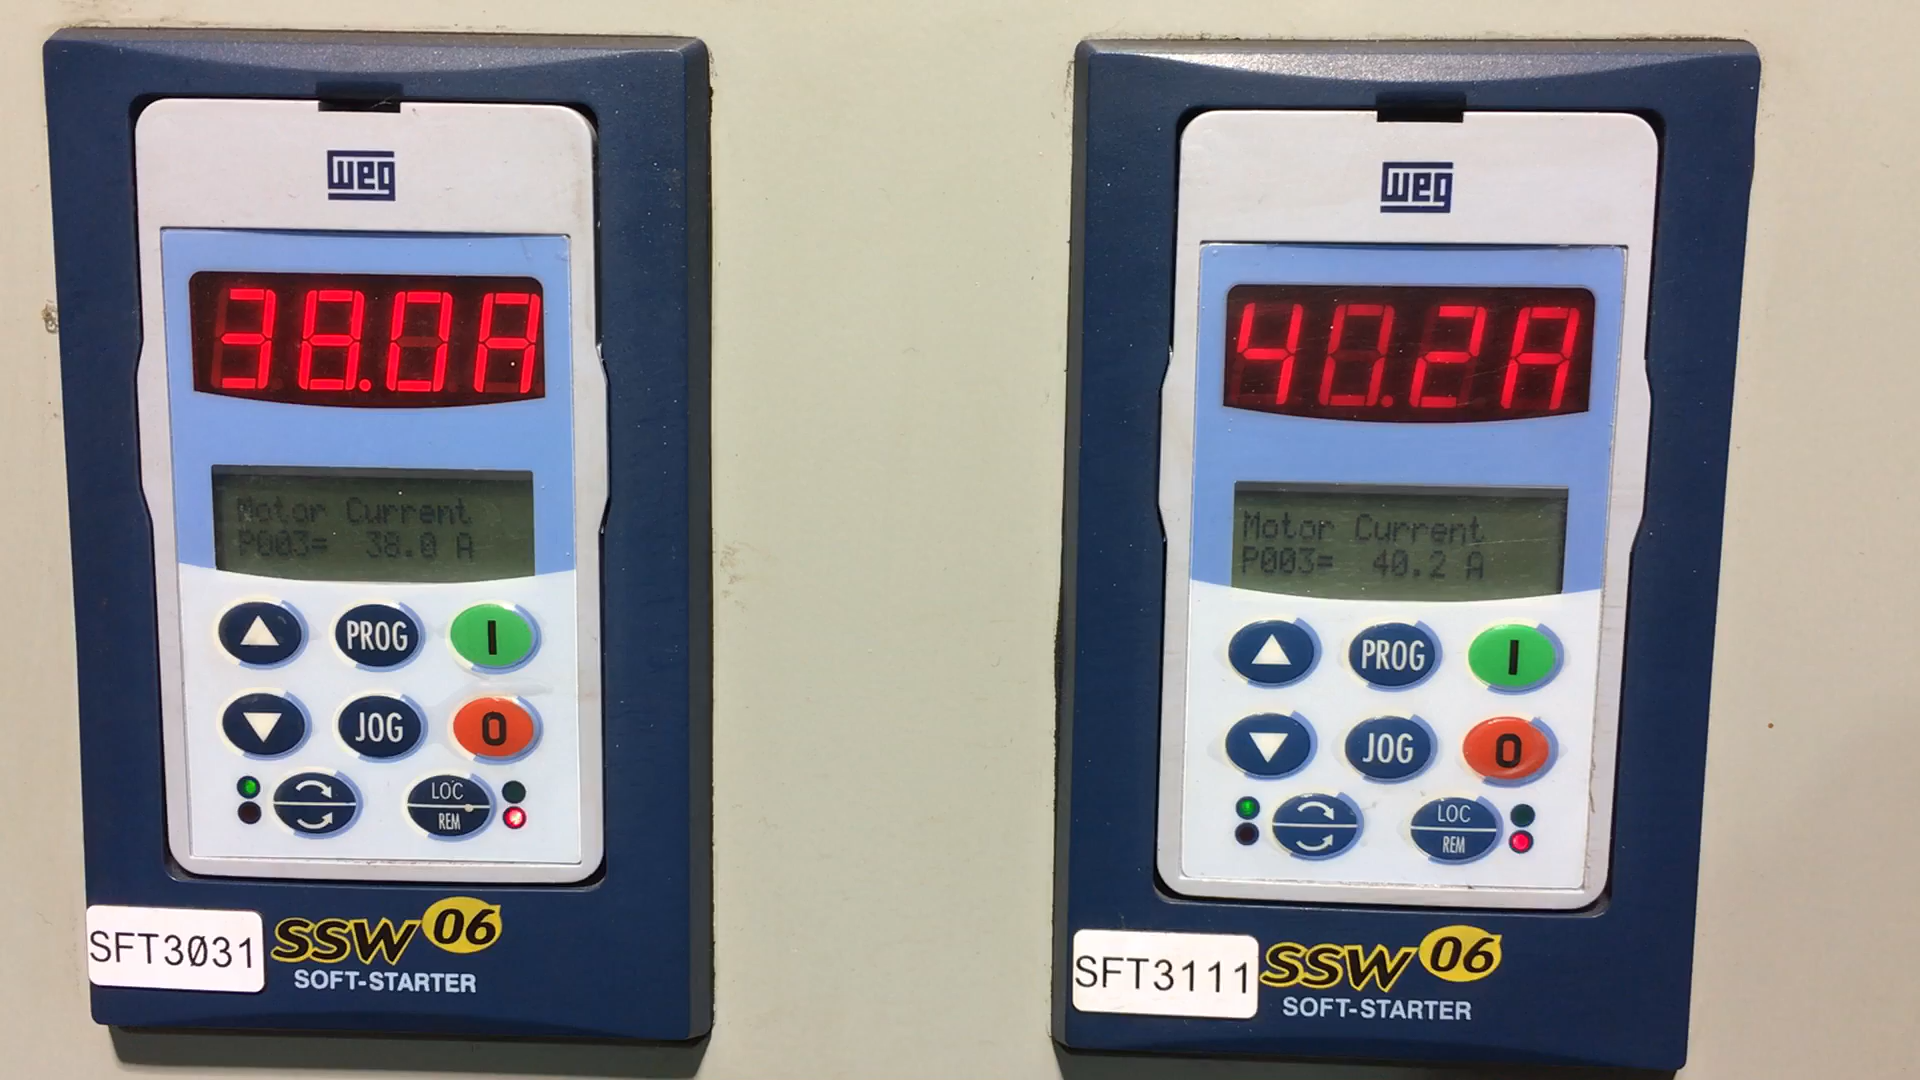 weg
38.0A
Motor Current
P003= 38.0 A
PROG
I
JOG
0
LOC
REM
SFT3031
SSW 06
SOFT-STARTER
weg
40.2A
Motor Current
P003= 40.2 A
PROG
I
JOG
0
LOC
REM
SFT3111
SSW 06
SOFT-STARTER